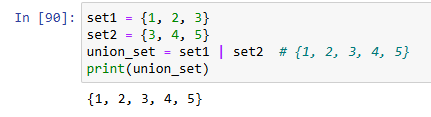 In [90]: set1 = {1, 2, 3}
set2 = {3, 4, 5}
union_set = set1 | set2  # {1, 2, 3, 4, 5}
print(union_set)
{1, 2, 3, 4, 5}